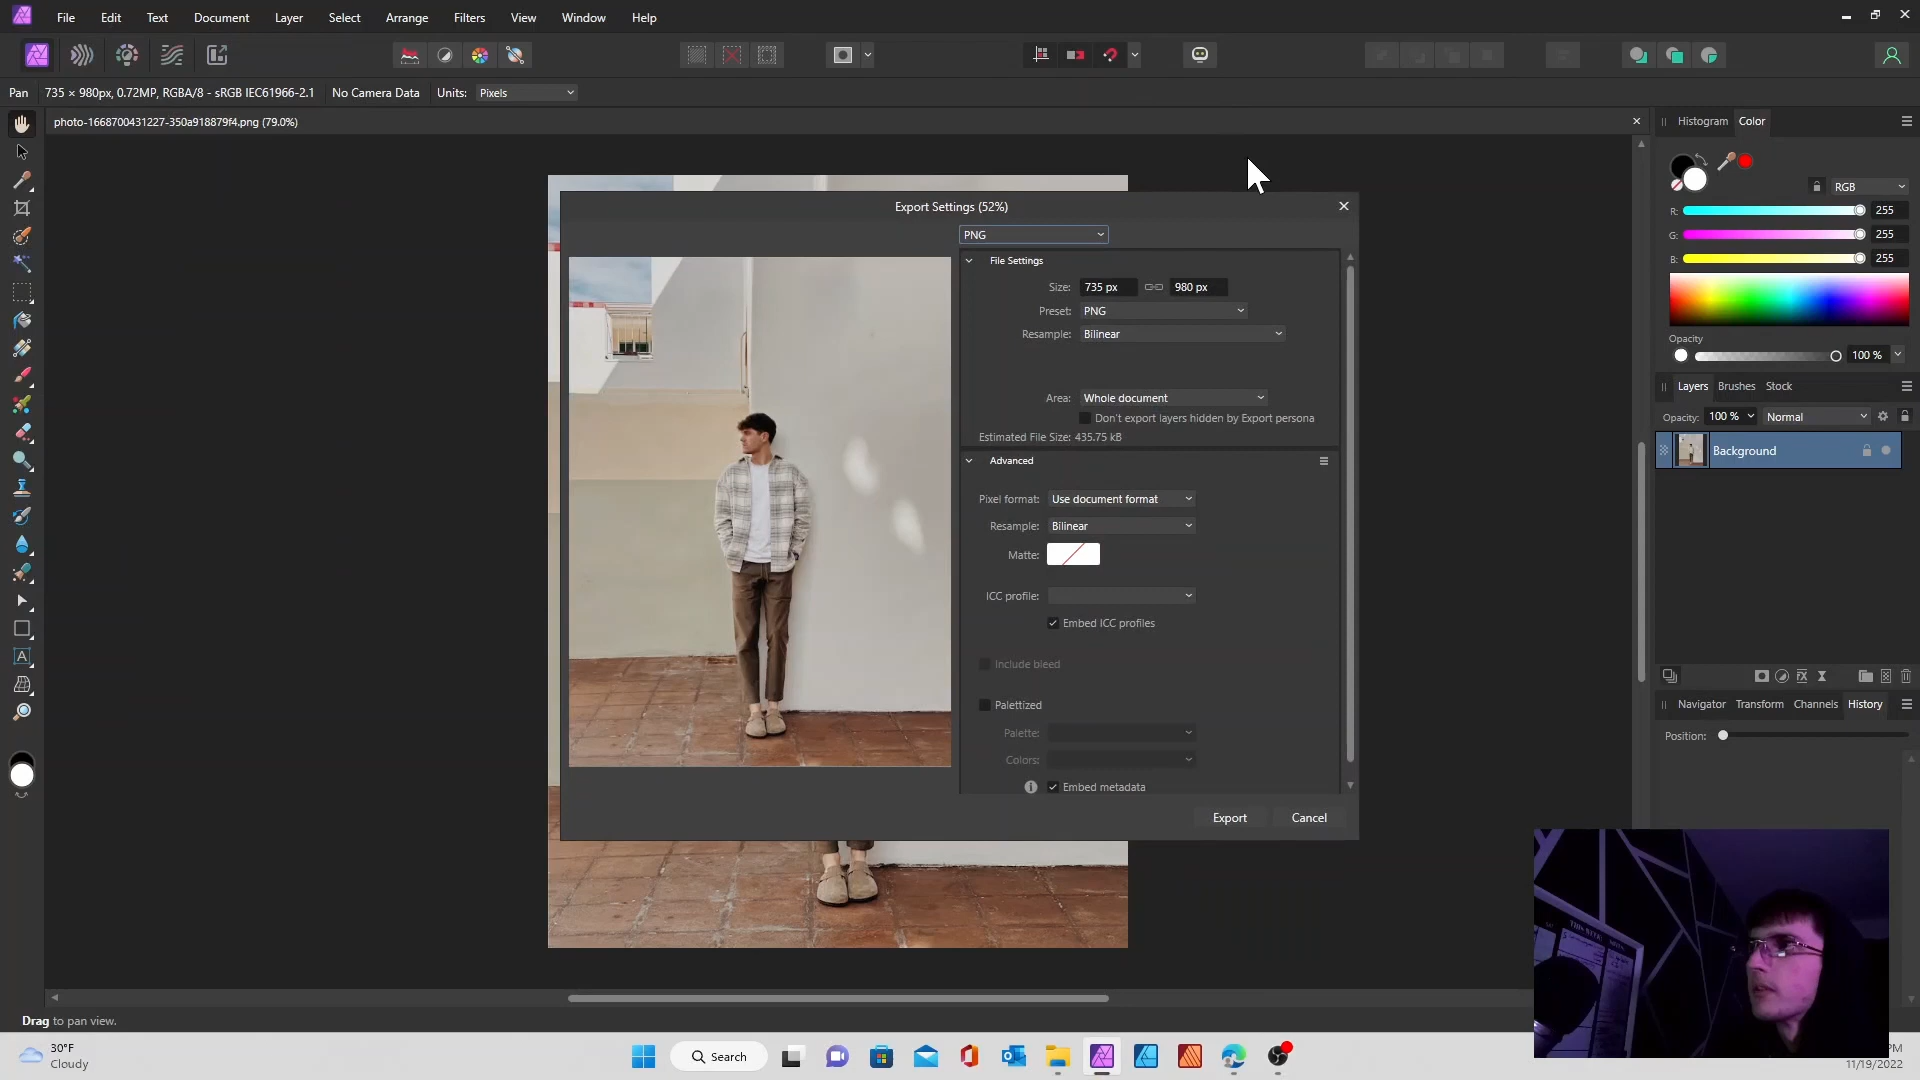 File Edit Text Document Layer Select Arrange Filters View Window Help
Pan 735 × 980px, 0.72MP, RGBA/8 - sRGB IEC61966-2.1 No Camera Data Units: Pixels
photo-1668700431227-350a918879f4.png (79.0%)
Histogram Color
RGB
R: 255
G: 255
B: 255
Opacity
100 %
Layers Brushes Stock
Opacity: 100 % Normal
Background
Navigator Transform Channels History
Position:
Export Settings (52%)
PNG
File Settings
Size: 735 px 980 px
Preset: PNG
Resample: Bilinear
Area: Whole document
Don't export layers hidden by Export persona
Estimated File Size: 435.75 kB
Advanced
Pixel format: Use document format
Resample: Bilinear
Matte:
ICC profile:
Embed ICC profiles
Include bleed
Palettized
Palette:
Colors:
Embed metadata
Export Cancel
THIS WEEK
Drag to pan view.
30°F
Cloudy
Search
PM
11/19/2022